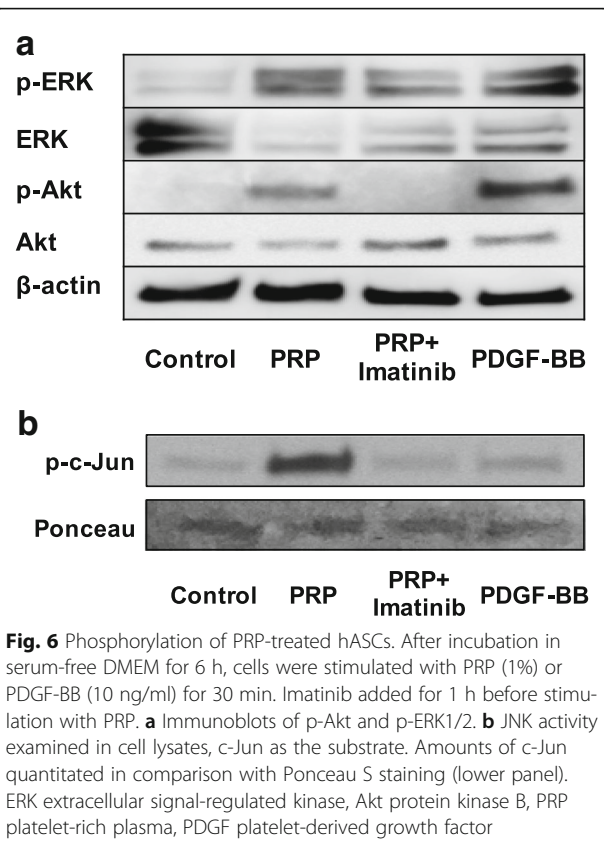 a
p-ERK
ERK
p-Akt
Akt
β-actin
Control PRP PRP+ Imatinib PDGF-BB
b
p-c-Jun
Ponceau
Control PRP PRP+ Imatinib PDGF-BB
Fig. 6 Phosphorylation of PRP-treated hASCs. After incubation in
serum-free DMEM for 6 h, cells were stimulated with PRP (1%) or
PDGF-BB (10 ng/ml) for 30 min. Imatinib added for 1 h before stimu-
lation with PRP. a Immunoblots of p-Akt and p-ERK1/2. b JNK activity
examined in cell lysates, c-Jun as the substrate. Amounts of c-Jun
quantitated in comparison with Ponceau S staining (lower panel).
ERK extracellular signal-regulated kinase, Akt protein kinase B, PRP
platelet-rich plasma, PDGF platelet-derived growth factor